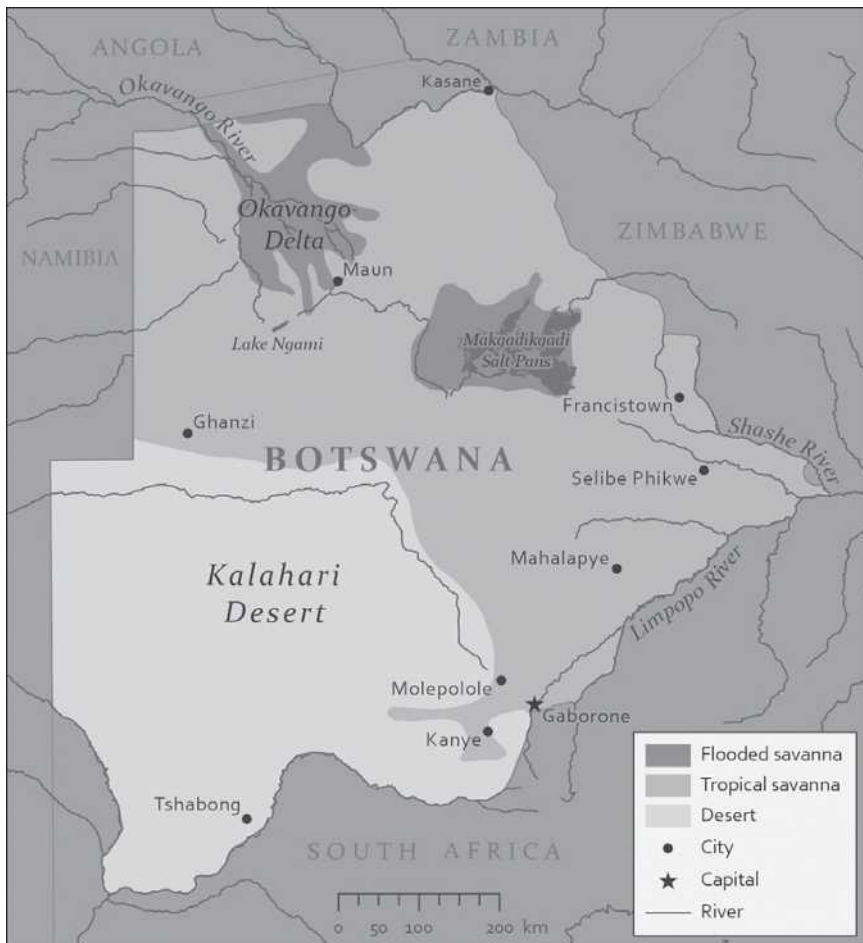 ANGOLA
ZAMBIA
Kasane
Okavango River
Okavango
Delta
ZIMBABWE
NAMIBIA
Maun
Lake Ngami
Makgadikgadi
Salt Pans
Francistown
Ghanzi
Shashe River
BOTSWANA
Selibe Phikwe
Mahalapye
Kalahari
Desert
Limpopo River
Molepolole
Gaborone
Kanye
Tshabong
SOUTH AFRICA
Flooded savanna
Tropical savanna
Desert
City
Capital
River
0 50 100 200 km